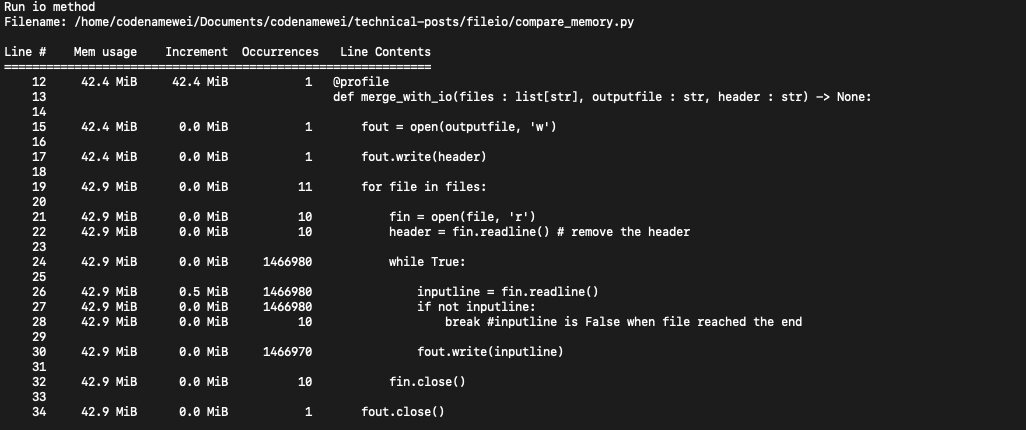 Run io method
Filename: /home/codenamewei/Documents/codenamewei/technical-posts/fileio/compare_memory.py

Line #    Mem usage    Increment  Occurrences   Line Contents
=============================================================
    12     42.4 MiB     42.4 MiB           1   @profile
    13                                         def merge_with_io(files : list[str], outputfile : str, header : str) -> None:
    14
    15     42.4 MiB      0.0 MiB           1       fout = open(outputfile, 'w')
    16
    17     42.4 MiB      0.0 MiB           1       fout.write(header)
    18
    19     42.9 MiB      0.0 MiB          11       for file in files:
    20
    21     42.9 MiB      0.0 MiB          10           fin = open(file, 'r')
    22     42.9 MiB      0.0 MiB          10           header = fin.readline() # remove the header
    23
    24     42.9 MiB      0.0 MiB     1466980           while True:
    25
    26     42.9 MiB      0.5 MiB     1466980               inputline = fin.readline()
    27     42.9 MiB      0.0 MiB     1466980               if not inputline:
    28     42.9 MiB      0.0 MiB          10                   break #inputline is False when file reached the end
    29
    30     42.9 MiB      0.0 MiB     1466970               fout.write(inputline)
    31
    32     42.9 MiB      0.0 MiB          10           fin.close()
    33
    34     42.9 MiB      0.0 MiB           1       fout.close()